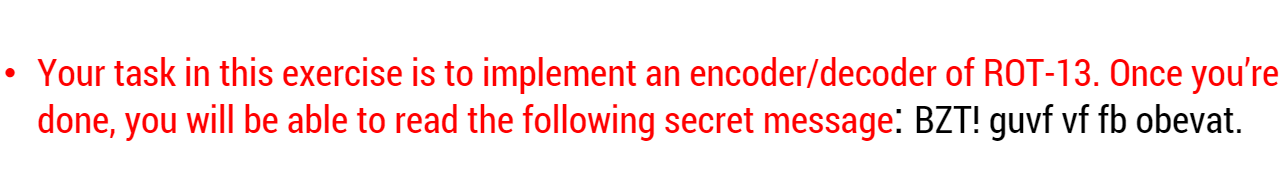 • Your task in this exercise is to implement an encoder/decoder of ROT-13. Once you’re
done, you will be able to read the following secret message: BZT! guvf vf fb obevat.